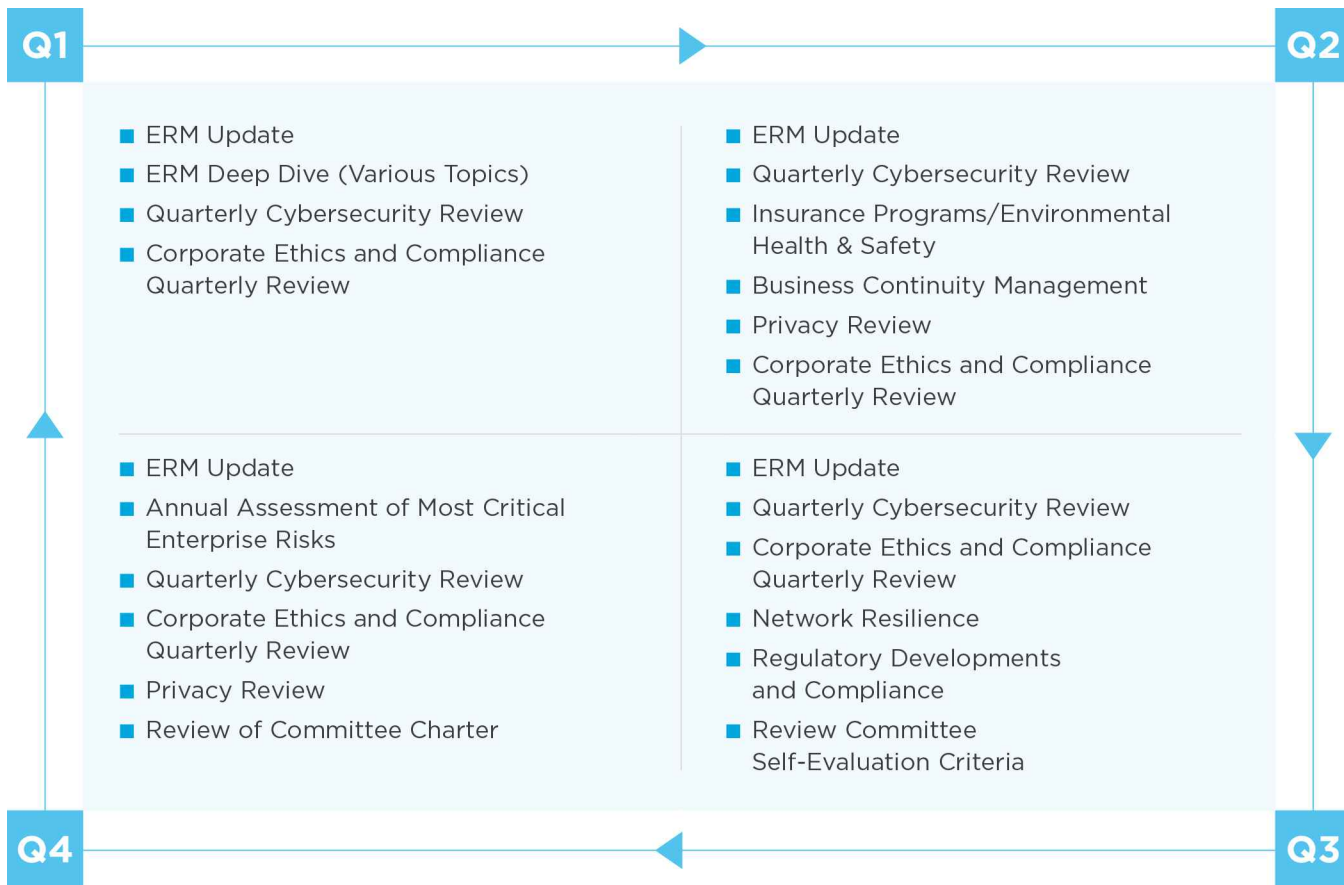 Q1
Q2
ERM Update
ERM Deep Dive (Various Topics)
Quarterly Cybersecurity Review
Corporate Ethics and Compliance
Quarterly Review
ERM Update
Quarterly Cybersecurity Review
Insurance Programs/Environmental
Health & Safety
Business Continuity Management
Privacy Review
Corporate Ethics and Compliance
Quarterly Review
ERM Update
Annual Assessment of Most Critical
Enterprise Risks
Quarterly Cybersecurity Review
Corporate Ethics and Compliance
Quarterly Review
Privacy Review
Review of Committee Charter
ERM Update
Quarterly Cybersecurity Review
Corporate Ethics and Compliance
Quarterly Review
Network Resilience
Regulatory Developments
and Compliance
Review Committee
Self-Evaluation Criteria
Q4
Q3